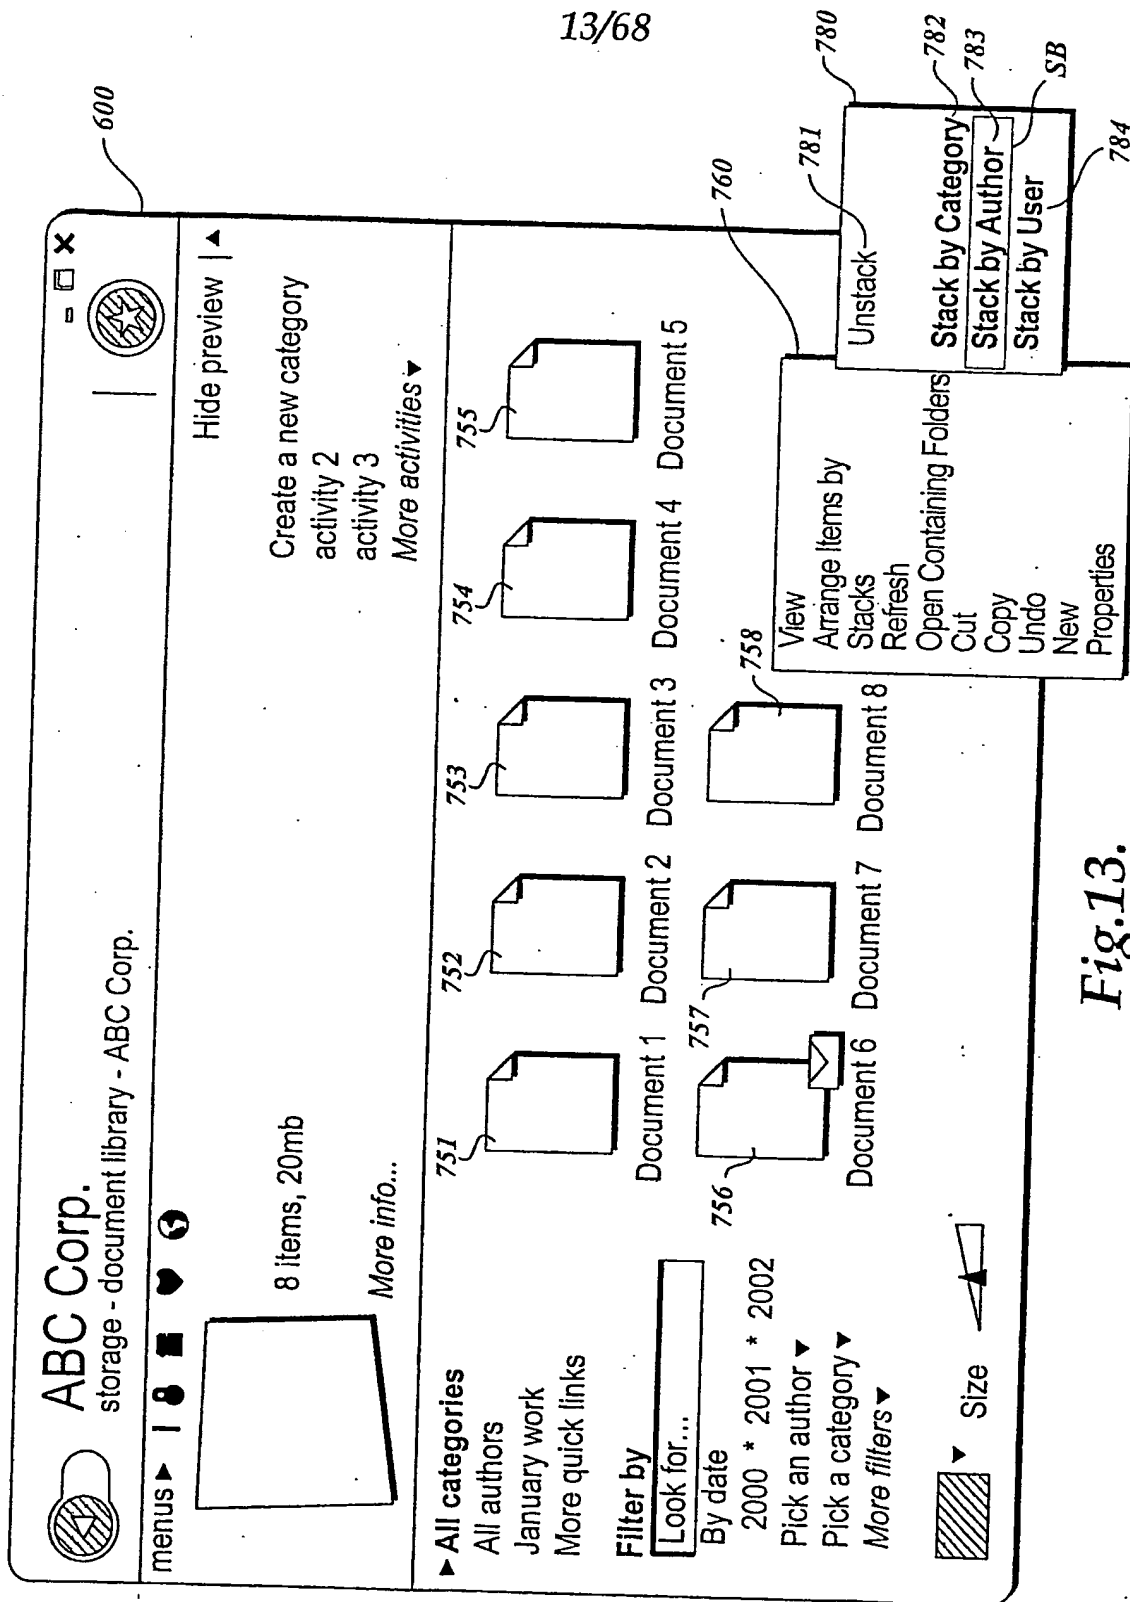 13/68
600
ABC Corp.
storage - document library - ABC Corp.
menus
8 items, 20mb
More info...
Hide preview
Create a new category
activity 2
activity 3
More activities
All categories
All authors
January work
More quick links
Filter by
Look for...
By date
2000 * 2001 * 2002
Pick an author
Pick a category
More filters
Size
751
752
753
754
755
Document 1
Document 2
Document 3
Document 4
Document 5
756
757
758
Document 6
Document 7
Document 8
760
View
Arrange Items by
Stacks
Refresh
Open Containing Folders
Cut
Copy
Undo
New
Properties
780
Unstack
781
Stack by Category
782
Stack by Author
783
SB
Stack by User
784
Fig.13.